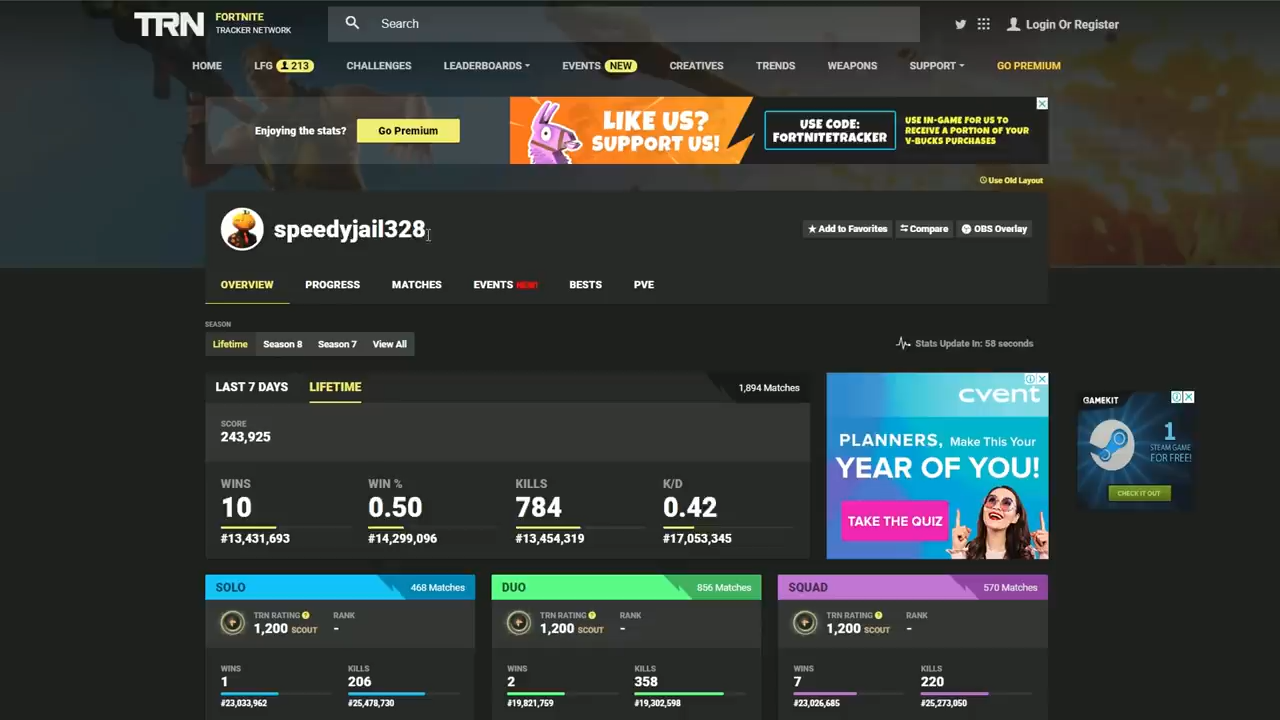 TRN FORTNITE
TRACKER NETWORK
Search
Login Or Register
HOME LFG 213 CHALLENGES LEADERBOARDS EVENTS NEW CREATIVES TRENDS WEAPONS SUPPORT GO PREMIUM
Enjoying the stats? Go Premium
LIKE US?
SUPPORT US!
USE CODE:
FORTNITETRACKER
USE IN-GAME FOR US TO
RECEIVE A PORTION OF YOUR
V-BUCKS PURCHASES
Use Old Layout
speedyjail328
Add to Favorites Compare OBS Overlay
OVERVIEW PROGRESS MATCHES EVENTS NEW! BESTS PVE
SEASON
Lifetime Season 8 Season 7 View All
Stats Update In: 58 seconds
LAST 7 DAYS LIFETIME 1,894 Matches
SCORE
243,925
WINS WIN % KILLS K/D
10 0.50 784 0.42
#13,431,693 #14,299,096 #13,454,319 #17,053,345
cvent
PLANNERS, Make This Your
YEAR OF YOU!
TAKE THE QUIZ
GAMEKIT
1
STEAM GAME
FOR FREE!
CHECK IT OUT
SOLO 468 Matches
TRN RATING ? RANK
1,200 SCOUT -
WINS KILLS
1 206
#23,033,962 #25,478,730
DUO 856 Matches
TRN RATING ? RANK
1,200 SCOUT -
WINS KILLS
2 358
#19,821,759 #19,302,598
SQUAD 570 Matches
TRN RATING ? RANK
1,200 SCOUT -
WINS KILLS
7 220
#23,026,685 #25,273,050